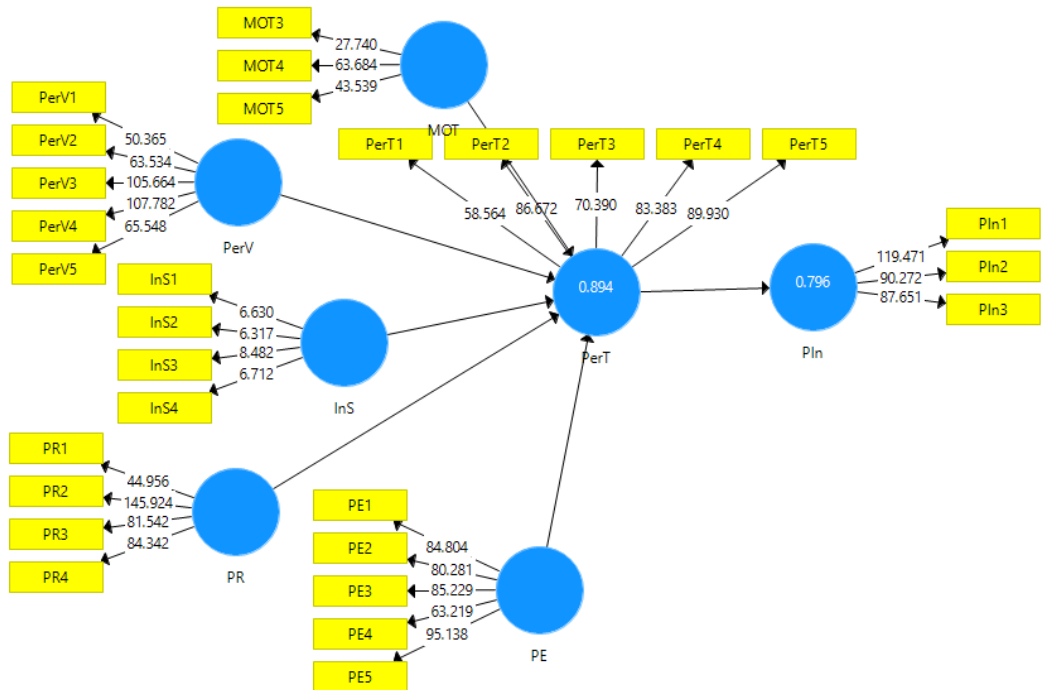 MOT3
27.740
MOT4
63.684
MOT5
43.539
MOT
PerV1
50.365
PerV2
63.534
PerV3
105.664
PerV4
107.782
PerV5
65.548
PerV
PerT1
PerT2
PerT3
PerT4
PerT5
58.564
86.672
70.390
83.383
89.930
0.894
PerT
0.796
PIn
119.471
PIn1
90.272
PIn2
87.651
PIn3
InS1
6.630
InS2
6.317
InS3
8.482
InS4
6.712
InS
PR1
44.956
PR2
145.924
PR3
81.542
PR4
84.342
PR
PE1
84.804
PE2
80.281
PE3
85.229
PE4
63.219
PE5
95.138
PE